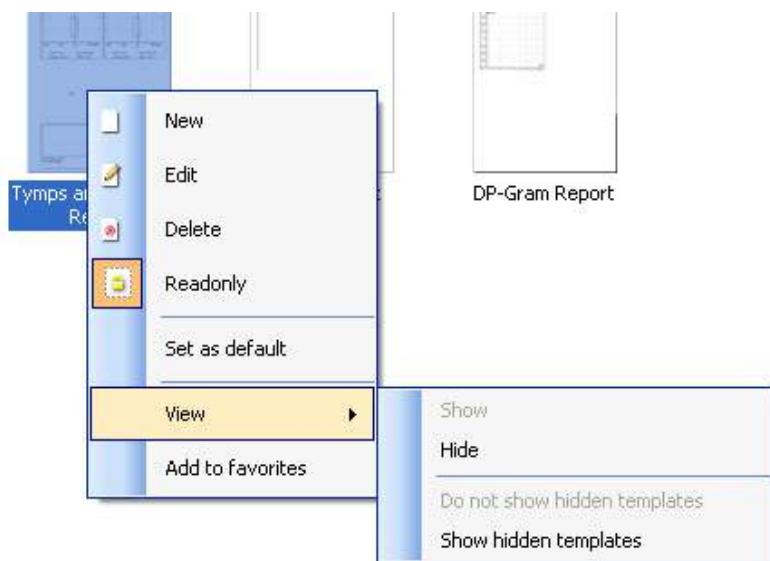 Tymps
Re
DP-Gram Report
New
Edit
Delete
Readonly
Set as default
View
Add to favorites
Show
Hide
Do not show hidden templates
Show hidden templates